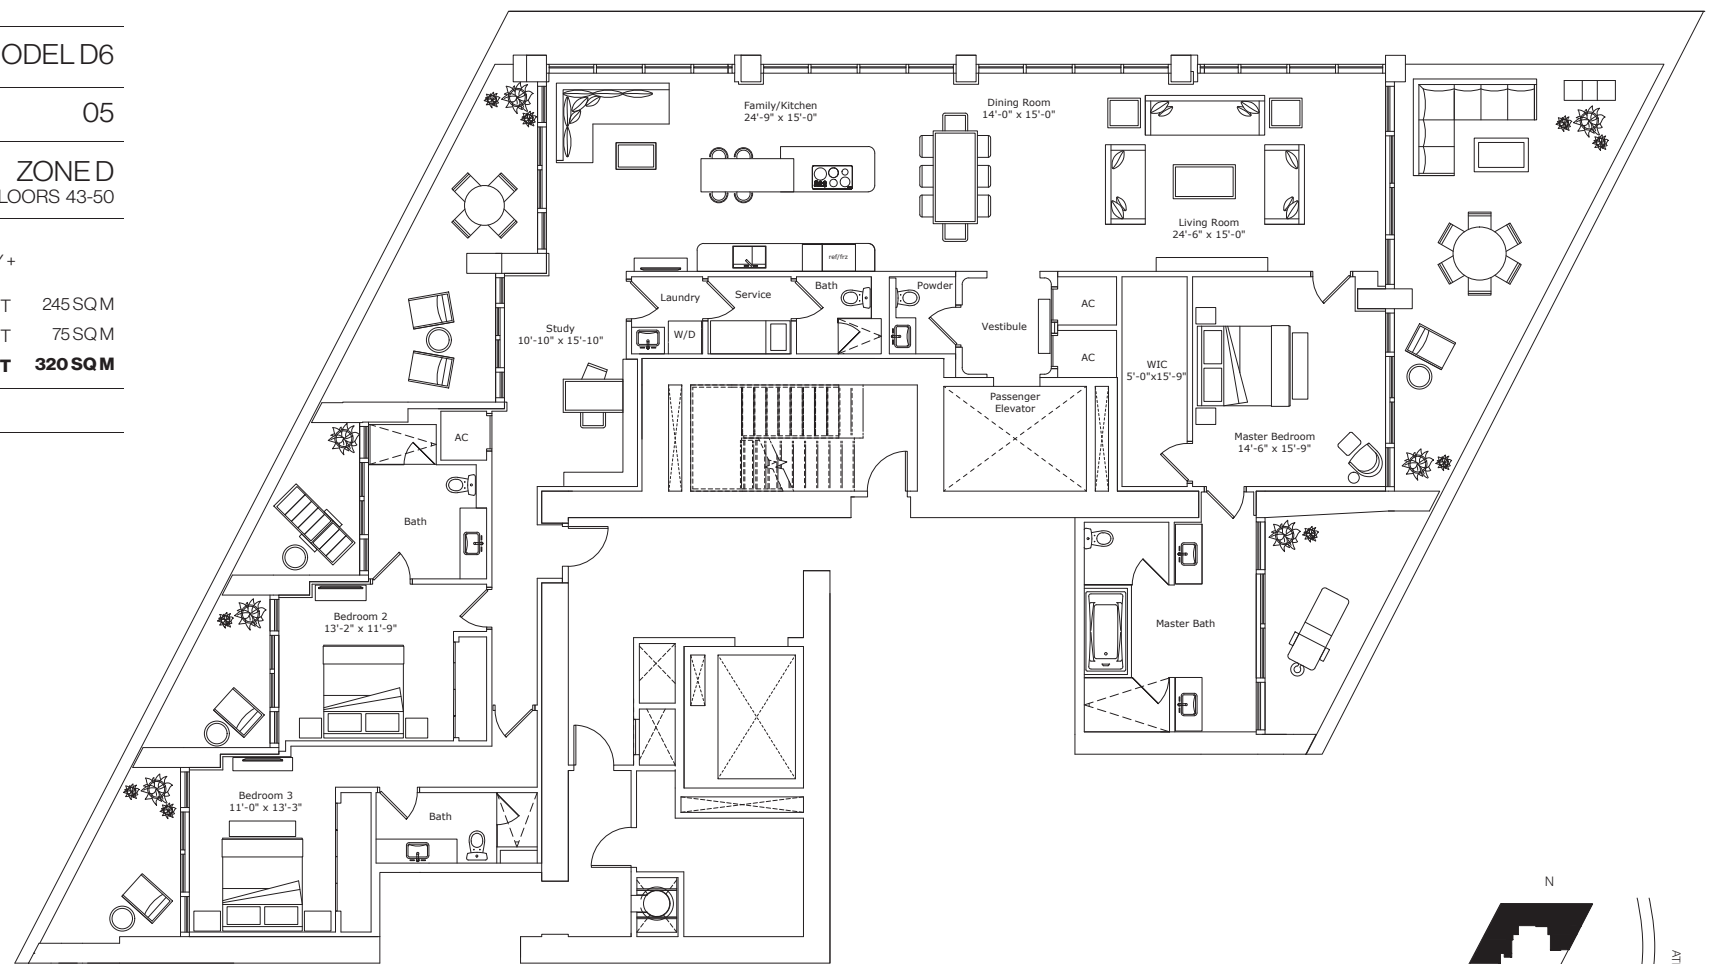 ODEL D6
05
ZONE D
LOORS 43-50
/ +
T 245 SQ M
T 75 SQ M
T 320 SQ M
Family/Kitchen
24'-9" x 15'-0"
Dining Room
14'-0" x 15'-0"
Living Room
24'-6" x 15'-0"
ref/frz
Laundry
Service
Bath
Powder
W/D
Vestibule
AC
AC
Study
10'-10" x 15'-10"
WIC
5'-0"x15'-9"
Passenger
Elevator
Master Bedroom
14'-6" x 15'-9"
AC
Bath
Bedroom 2
13'-2" x 11'-9"
Master Bath
Bedroom 3
11'-0" x 13'-3"
Bath
N